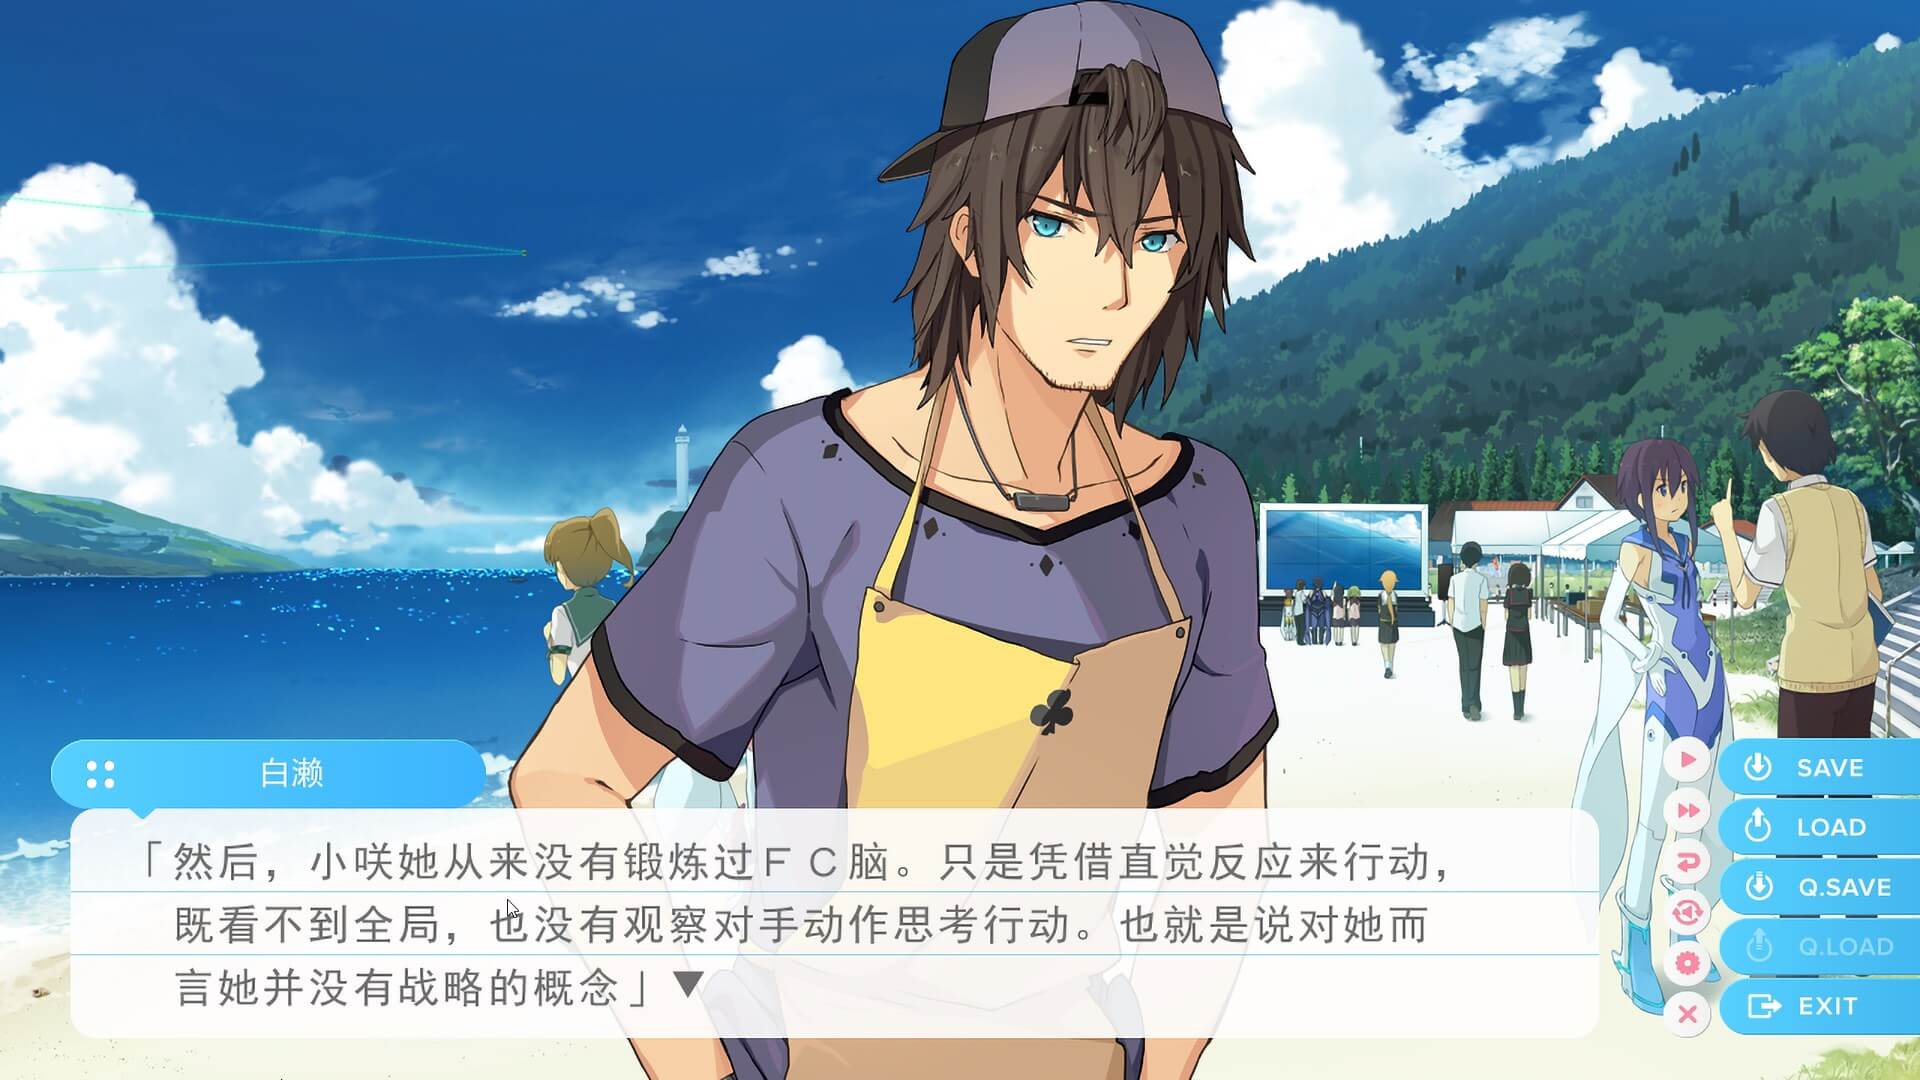 白濑
「然后，小咲她从来没有锻炼过ＦＣ脑。只是凭借直觉反应来行动，
既看不到全局，也没有观察对手动作思考行动。也就是说对她而
言她并没有战略的概念」▼
SAVE
LOAD
Q.SAVE
Q.LOAD
EXIT